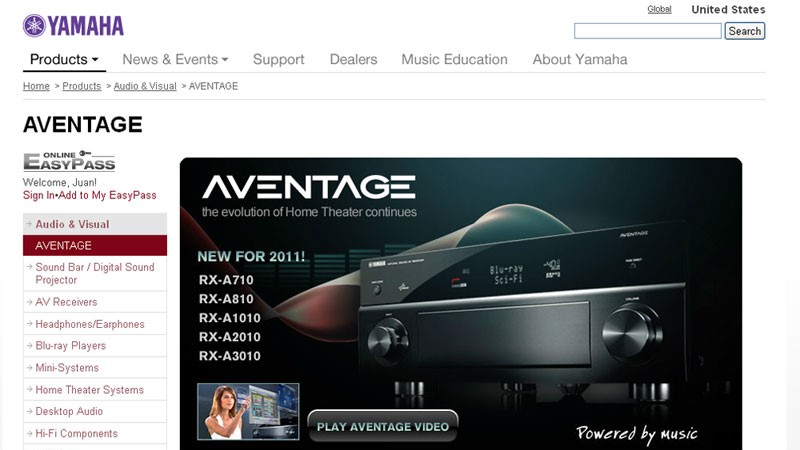 Global
United States
YAMAHA
Search
Products
News & Events
Support
Dealers
Music Education
About Yamaha
Home > Products > Audio & Visual > AVENTAGE
AVENTAGE
ONLINE
EASYPASS
Welcome, Juan!
Sign In•Add to My EasyPass
Audio & Visual
AVENTAGE
Sound Bar / Digital Sound
Projector
AV Receivers
Headphones/Earphones
Blu-ray Players
Mini-Systems
Home Theater Systems
Desktop Audio
Hi-Fi Components
AVENTAGE
the evolution of Home Theater continues
NEW FOR 2011!
RX-A710
RX-A810
RX-A1010
RX-A2010
RX-A3010
AVENTAGE
YAMAHA
Blu-ray
Sci-Fi
VOLUME
PLAY AVENTAGE VIDEO
Powered by music